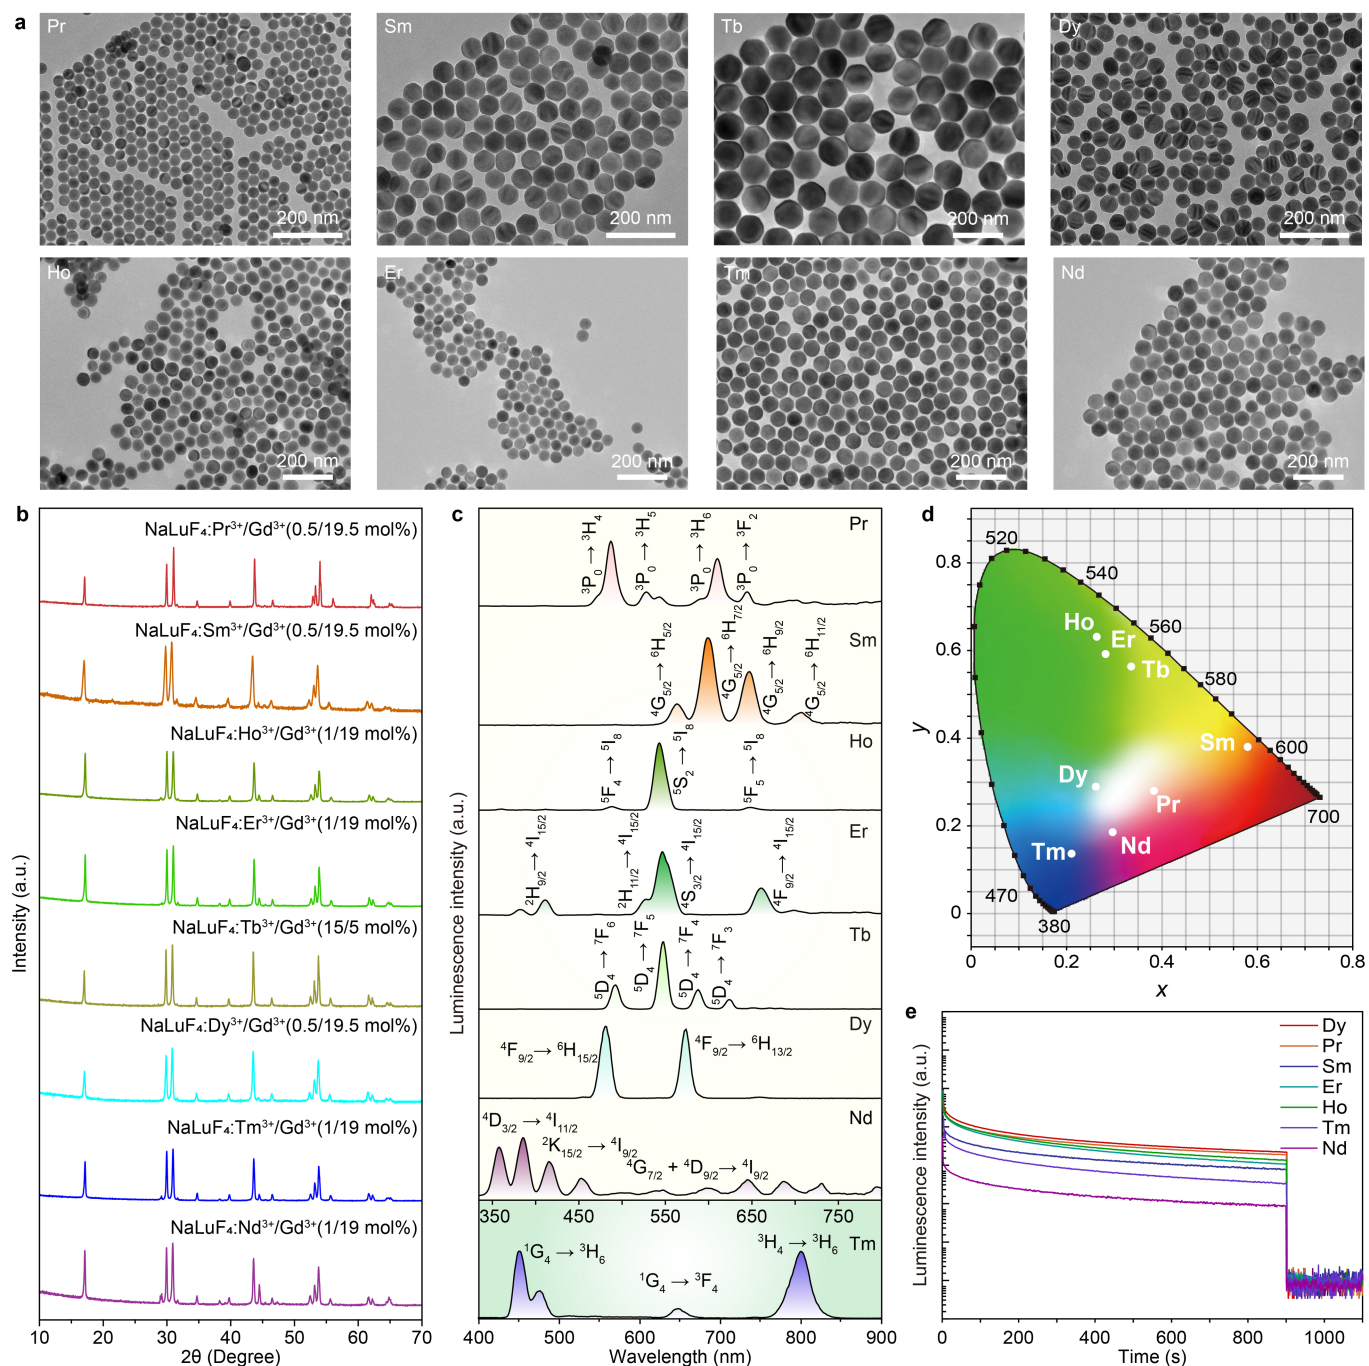 a
Pr
200 nm
Sm
200 nm
Tb
200 nm
Dy
200 nm
Ho
200 nm
Er
200 nm
Tm
200 nm
Nd
200 nm
b
NaLuF₄:Pr³⁺/Gd³⁺(0.5/19.5 mol%)
NaLuF₄:Sm³⁺/Gd³⁺(0.5/19.5 mol%)
NaLuF₄:Ho³⁺/Gd³⁺(1/19 mol%)
NaLuF₄:Er³⁺/Gd³⁺(1/19 mol%)
NaLuF₄:Tb³⁺/Gd³⁺(15/5 mol%)
NaLuF₄:Dy³⁺/Gd³⁺(0.5/19.5 mol%)
NaLuF₄:Tm³⁺/Gd³⁺(1/19 mol%)
NaLuF₄:Nd³⁺/Gd³⁺(1/19 mol%)
Intensity (a.u.)
10 20 30 40 50 60 70
2θ (Degree)
c
Pr
³P₀→³H₄
³P₀→³H₅
³P₀→³H₆
³P₀→³F₂
Sm
⁴G₅/₂→⁶H₅/₂
⁴G₅/₂→⁶H₇/₂
⁴G₅/₂→⁶H₉/₂
⁴G₅/₂→⁶H₁₁/₂
Ho
⁵F₄→⁵I₈
⁵S₂→⁵I₈
⁵F₅→⁵I₈
Er
²H₉/₂→⁴I₁₅/₂
²H₁₁/₂→⁴I₁₅/₂
⁴S₃/₂→⁴I₁₅/₂
⁴F₉/₂→⁴I₁₅/₂
Tb
⁵D₄→⁷F₆
⁵D₄→⁷F₅
⁵D₄→⁷F₄
⁵D₄→⁷F₃
Dy
⁴F₉/₂→⁶H₁₅/₂
⁴F₉/₂→⁶H₁₃/₂
Nd
⁴D₃/₂→⁴I₁₁/₂
²K₁₅/₂→⁴I₉/₂
⁴G₇/₂ + ⁴D₉/₂→⁴I₉/₂
350 450 550 650 750
Tm
¹G₄→³H₆
¹G₄→³F₄
³H₄→³H₆
Luminescence intensity (a.u.)
400 500 600 700 800 900
Wavelength (nm)
d
520
540
560
580
600
700
470
380
Ho
Er
Tb
Sm
Dy
Pr
Nd
Tm
y
0.8
0.6
0.4
0.2
0
0 0.2 0.4 0.6 0.8
x
e
Dy
Pr
Sm
Er
Ho
Tm
Nd
Luminescence intensity (a.u.)
0 200 400 600 800 1000
Time (s)